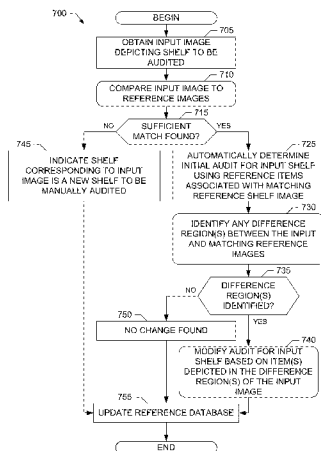 700
BEGIN
705
OBTAIN INPUT IMAGE
DEPICTING SHELF TO BE
AUDITED
710
COMPARE INPUT IMAGE TO
REFERENCE IMAGES
715
SUFFICIENT
MATCH FOUND?
NO
YES
745
INDICATE SHELF
CORRESPONDING TO INPUT
IMAGE IS A NEW SHELF TO BE
MANUALLY AUDITED
725
AUTOMATICALLY DETERMINE
INITIAL AUDIT FOR INPUT SHELF
USING REFERENCE ITEMS
ASSOCIATED WITH MATCHING
REFERENCE SHELF IMAGE
730
IDENTIFY ANY DIFFERENCE
REGION(S) BETWEEN THE INPUT
AND MATCHING REFERENCE
IMAGES
735
DIFFERENCE
REGION(S)
IDENTIFIED?
NO
YES
750
NO CHANGE FOUND
740
MODIFY AUDIT FOR INPUT
SHELF BASED ON ITEM(S)
DEPICTED IN THE DIFFERENCE
REGION(S) OF THE INPUT
IMAGE
755
UPDATE REFERENCE DATABASE
END